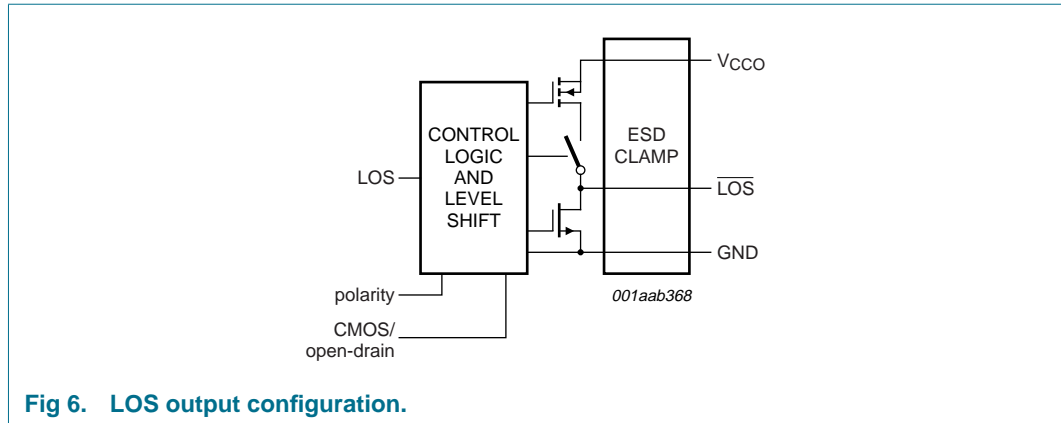 VCCO
CONTROL
LOGIC
AND
LEVEL
SHIFT
ESD
CLAMP
LOS
LOS
GND
polarity
001aab368
CMOS/
open-drain
Fig 6. LOS output configuration.